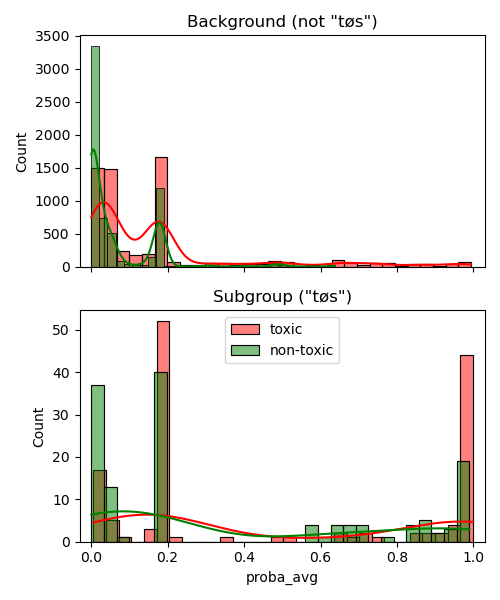 Background (not "tøs")
3500
3000
2500
2000
1500
1000
500
0
Count
Subgroup ("tøs")
toxic
non-toxic
50
40
30
20
10
0
Count
0.0 0.2 0.4 0.6 0.8 1.0
proba_avg